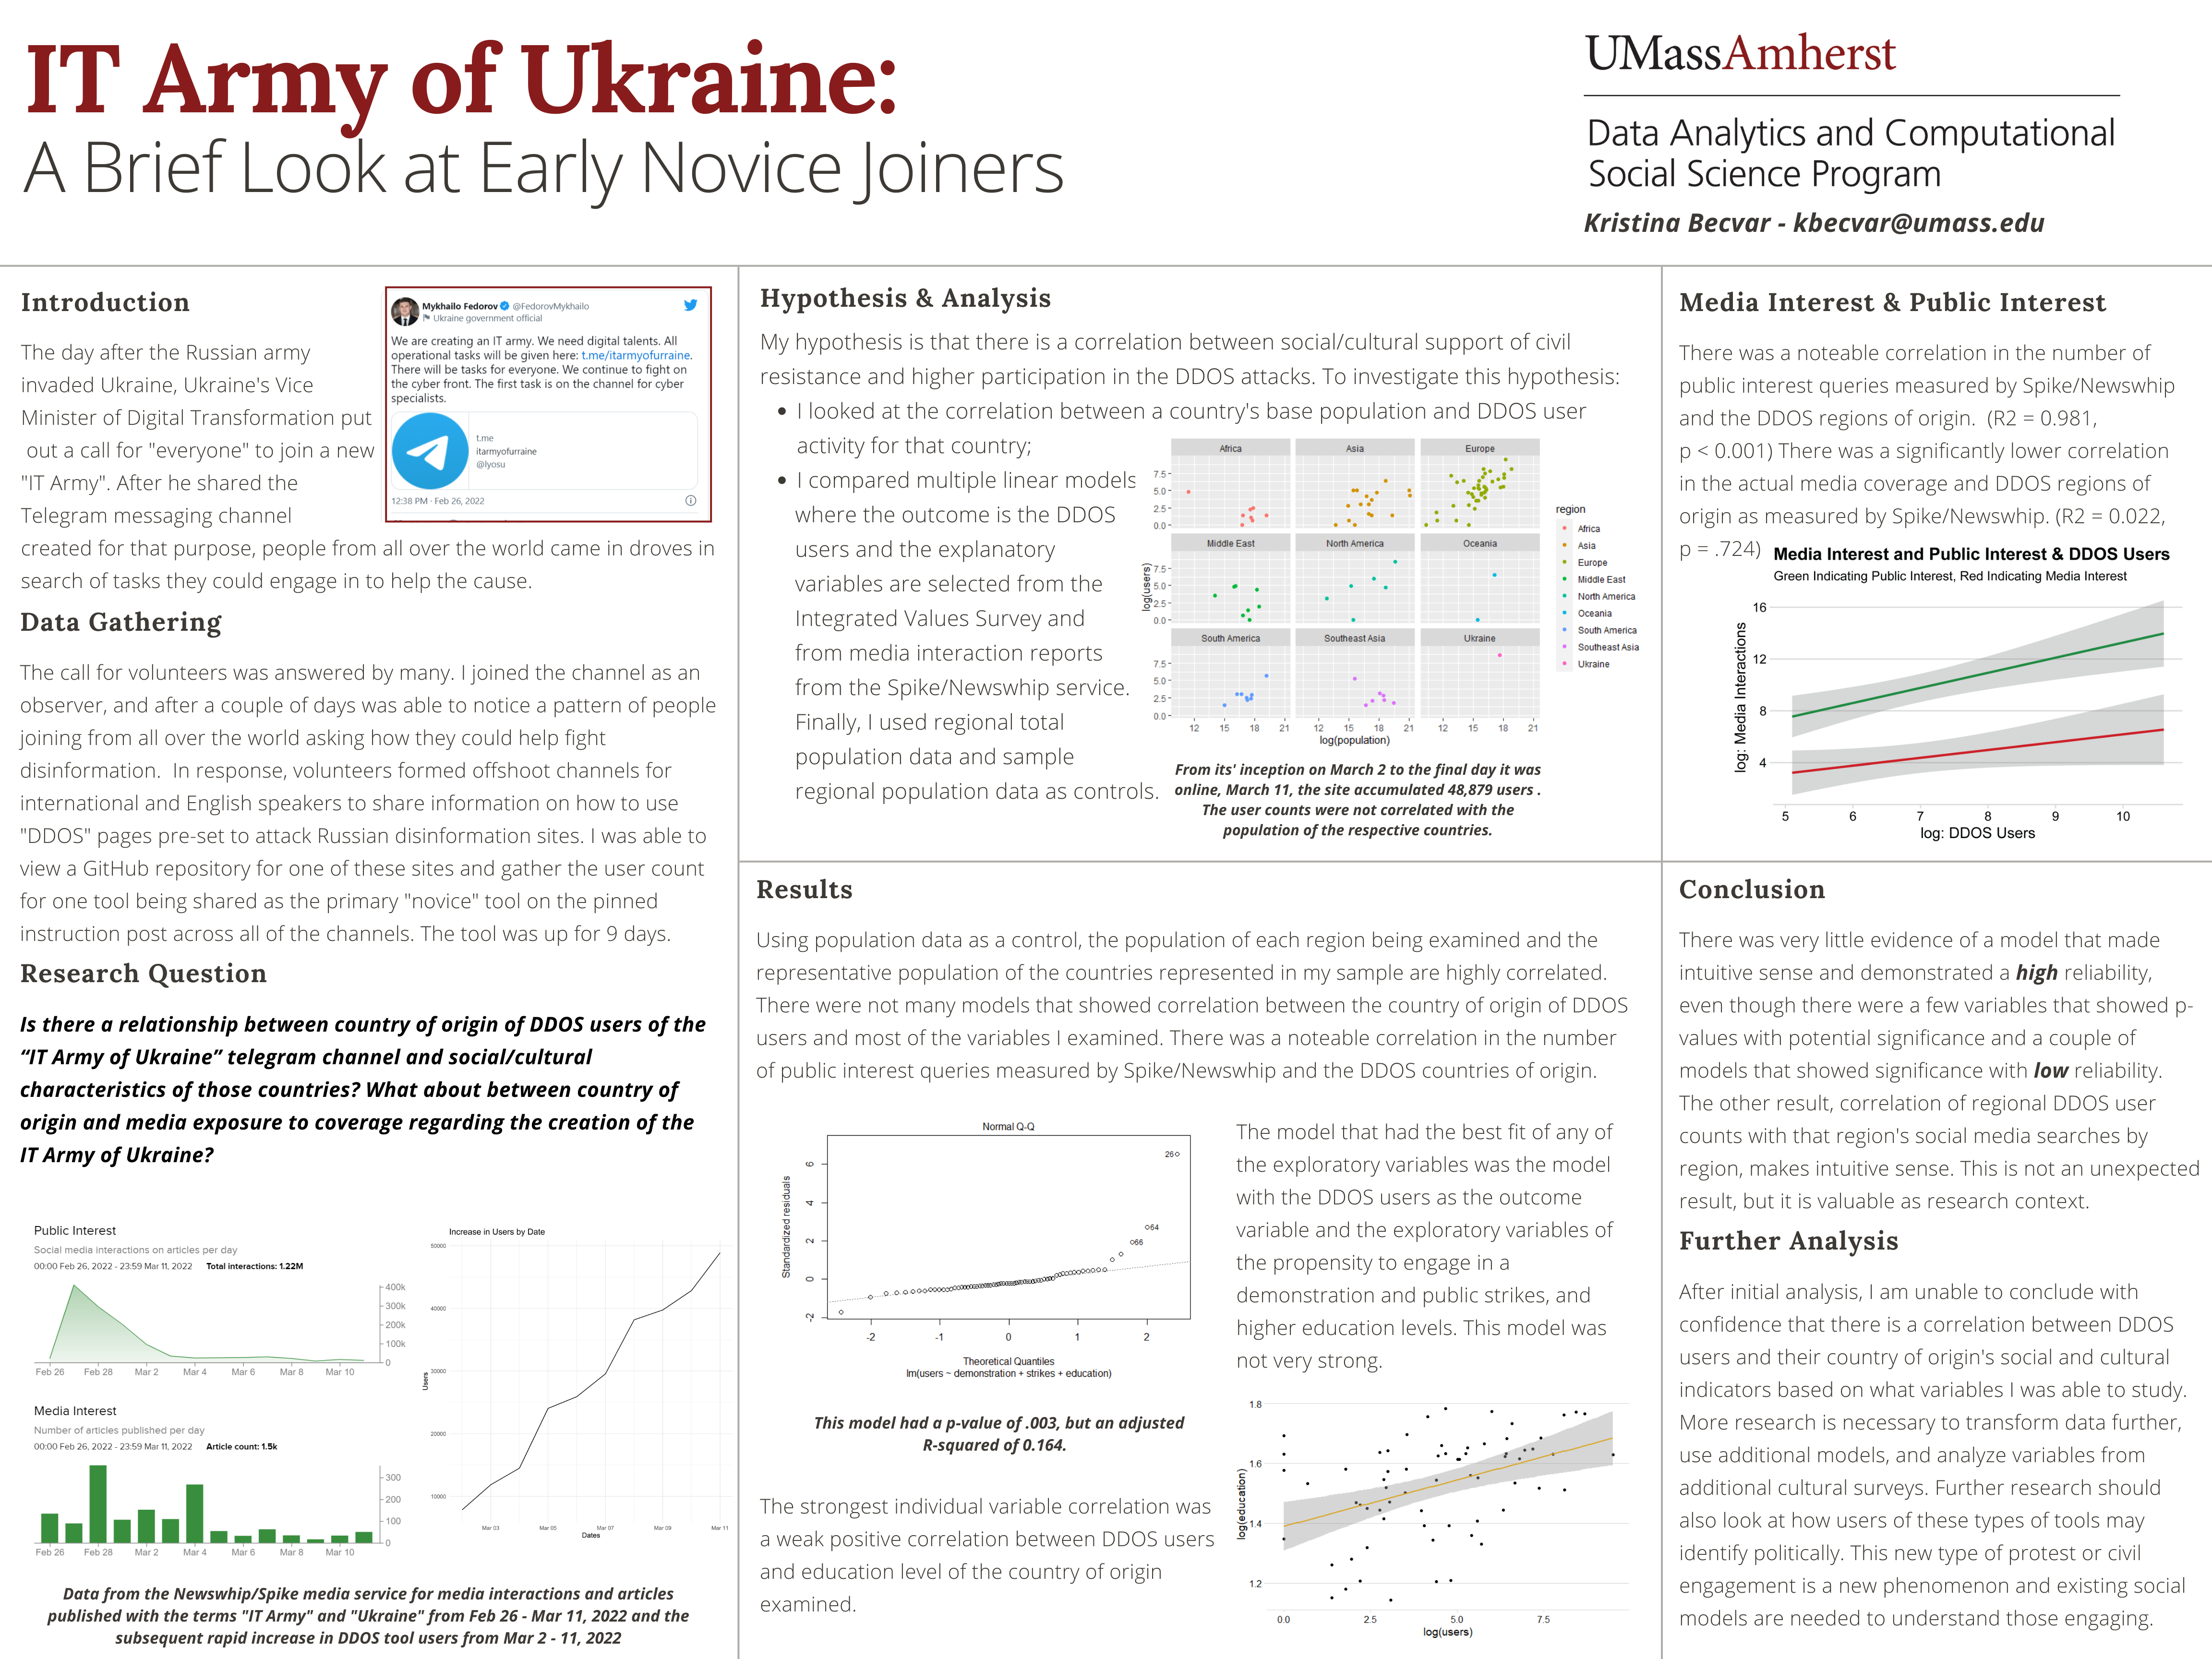 IT Army of Ukraine:
A Brief Look at Early Novice Joiners
UMassAmherst
Data Analytics and Computational
Social Science Program
Kristina Becvar - kbecvar@umass.edu
Introduction
The day after the Russian army
invaded Ukraine, Ukraine's Vice
Minister of Digital Transformation put
out a call for "everyone" to join a new
"IT Army". After he shared the
Telegram messaging channel
created for that purpose, people from all over the world came in droves in
search of tasks they could engage in to help the cause.
Mykhailo Fedorov @FedorovMykhailo
Ukraine government official
We are creating an IT army. We need digital talents. All
operational tasks will be given here: t.me/itarmyofurraine.
There will be tasks for everyone. We continue to fight on
the cyber front. The first task is on the channel for cyber
specialists.
t.me
itarmyofurraine
@lyosu
12:38 PM · Feb 26, 2022
Data Gathering
The call for volunteers was answered by many. I joined the channel as an
observer, and after a couple of days was able to notice a pattern of people
joining from all over the world asking how they could help fight
disinformation. In response, volunteers formed offshoot channels for
international and English speakers to share information on how to use
"DDOS" pages pre-set to attack Russian disinformation sites. I was able to
view a GitHub repository for one of these sites and gather the user count
for one tool being shared as the primary "novice" tool on the pinned
instruction post across all of the channels. The tool was up for 9 days.
Research Question
Is there a relationship between country of origin of DDOS users of the
“IT Army of Ukraine” telegram channel and social/cultural
characteristics of those countries? What about between country of
origin and media exposure to coverage regarding the creation of the
IT Army of Ukraine?
Public Interest
Social media interactions on articles per day
00:00 Feb 26, 2022 - 23:59 Mar 11, 2022 Total interactions: 1.22M
400k
300k
200k
100k
0
Feb 26 Feb 28 Mar 2 Mar 4 Mar 6 Mar 8 Mar 10
Media Interest
Number of articles published per day
00:00 Feb 26, 2022 - 23:59 Mar 11, 2022 Article count: 1.5k
300
200
100
0
Feb 26 Feb 28 Mar 2 Mar 4 Mar 6 Mar 8 Mar 10
Increase in Users by Date
50000
40000
30000
20000
10000
Users
Mar 03 Mar 05 Mar 07 Mar 09 Mar 11
Dates
Data from the Newswhip/Spike media service for media interactions and articles
published with the terms "IT Army" and "Ukraine" from Feb 26 - Mar 11, 2022 and the
subsequent rapid increase in DDOS tool users from Mar 2 - 11, 2022
Hypothesis & Analysis
My hypothesis is that there is a correlation between social/cultural support of civil
resistance and higher participation in the DDOS attacks. To investigate this hypothesis:
• I looked at the correlation between a country's base population and DDOS user
activity for that country;
• I compared multiple linear models
where the outcome is the DDOS
users and the explanatory
variables are selected from the
Integrated Values Survey and
from media interaction reports
from the Spike/Newswhip service.
Finally, I used regional total
population data and sample
regional population data as controls.
Africa Asia Europe
7.5
5.0
2.5
0.0
Middle East North America Oceania
7.5
5.0
2.5
0.0
South America Southeast Asia Ukraine
7.5
5.0
2.5
0.0
log(users)
12 15 18 21 12 15 18 21 12 15 18 21
log(population)
region
Africa
Asia
Europe
Middle East
North America
Oceania
South America
Southeast Asia
Ukraine
From its' inception on March 2 to the final day it was
online, March 11, the site accumulated 48,879 users .
The user counts were not correlated with the
population of the respective countries.
Results
Using population data as a control, the population of each region being examined and the
representative population of the countries represented in my sample are highly correlated.
There were not many models that showed correlation between the country of origin of DDOS
users and most of the variables I examined. There was a noteable correlation in the number
of public interest queries measured by Spike/Newswhip and the DDOS countries of origin.
Normal Q-Q
26
64
66
6
4
2
0
-2
Standardized residuals
-2 -1 0 1 2
Theoretical Quantiles
lm(users ~ demonstration + strikes + education)
This model had a p-value of .003, but an adjusted
R-squared of 0.164.
The model that had the best fit of any of
the exploratory variables was the model
with the DDOS users as the outcome
variable and the exploratory variables of
the propensity to engage in a
demonstration and public strikes, and
higher education levels. This model was
not very strong.
The strongest individual variable correlation was
a weak positive correlation between DDOS users
and education level of the country of origin
examined.
1.8
1.6
1.4
1.2
log(education)
0.0 2.5 5.0 7.5
log(users)
Media Interest & Public Interest
There was a noteable correlation in the number of
public interest queries measured by Spike/Newswhip
and the DDOS regions of origin. (R2 = 0.981,
p < 0.001) There was a significantly lower correlation
in the actual media coverage and DDOS regions of
origin as measured by Spike/Newswhip. (R2 = 0.022,
p = .724)
Media Interest and Public Interest & DDOS Users
Green Indicating Public Interest, Red Indicating Media Interest
16
12
8
4
log: Media Interactions
5 6 7 8 9 10
log: DDOS Users
Conclusion
There was very little evidence of a model that made
intuitive sense and demonstrated a high reliability,
even though there were a few variables that showed p-
values with potential significance and a couple of
models that showed significance with low reliability.
The other result, correlation of regional DDOS user
counts with that region's social media searches by
region, makes intuitive sense. This is not an unexpected
result, but it is valuable as research context.
Further Analysis
After initial analysis, I am unable to conclude with
confidence that there is a correlation between DDOS
users and their country of origin's social and cultural
indicators based on what variables I was able to study.
More research is necessary to transform data further,
use additional models, and analyze variables from
additional cultural surveys. Further research should
also look at how users of these types of tools may
identify politically. This new type of protest or civil
engagement is a new phenomenon and existing social
models are needed to understand those engaging.